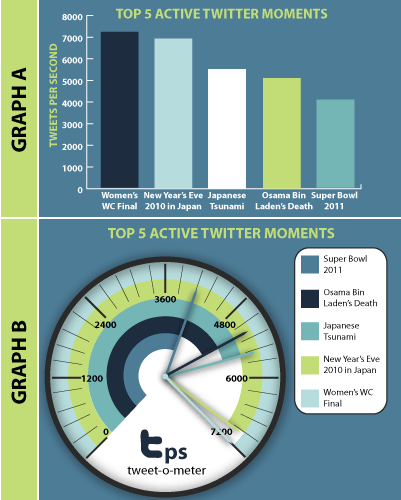 GRAPH A
TOP 5 ACTIVE TWITTER MOMENTS
TWEETS PER SECOND
8000
7000
6000
5000
4000
3000
2000
1000
0
Women's
WC Final
New Year's Eve
2010 in Japan
Japanese
Tsunami
Osama Bin
Laden's Death
Super Bowl
2011
GRAPH B
TOP 5 ACTIVE TWITTER MOMENTS
0
1200
2400
3600
4800
6000
7200
tps
tweet-o-meter
Super Bowl
2011
Osama Bin
Laden's Death
Japanese
Tsunami
New Year's Eve
2010 in Japan
Women's WC
Final